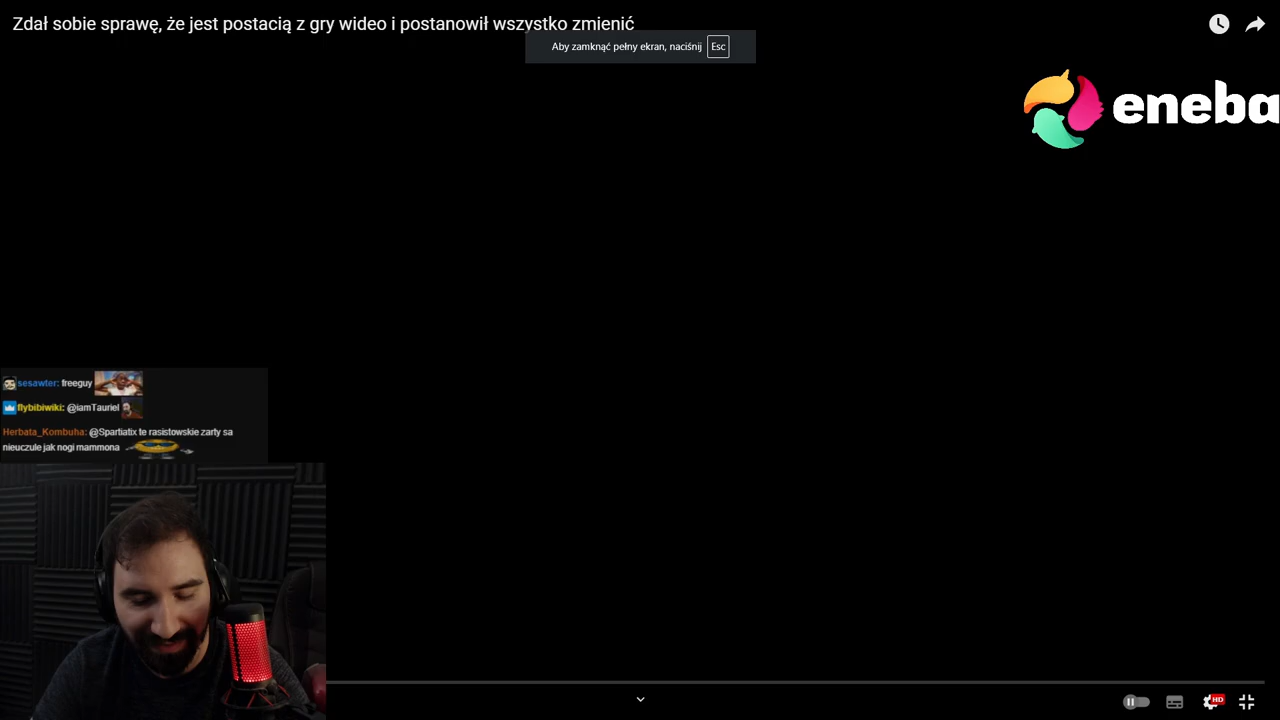 Zdał sobie sprawę, że jest postacią z gry wideo i postanowił wszystko zmienić
Aby zamknąć pełny ekran, naciśnij Esc
eneba
sesawter: freeguy
flybibiwiki: @iamTauriel
Herbata_Kombuha: @Spartiatix te rasistowskie zarty sa
nieuczule jak nogi mammona
HD